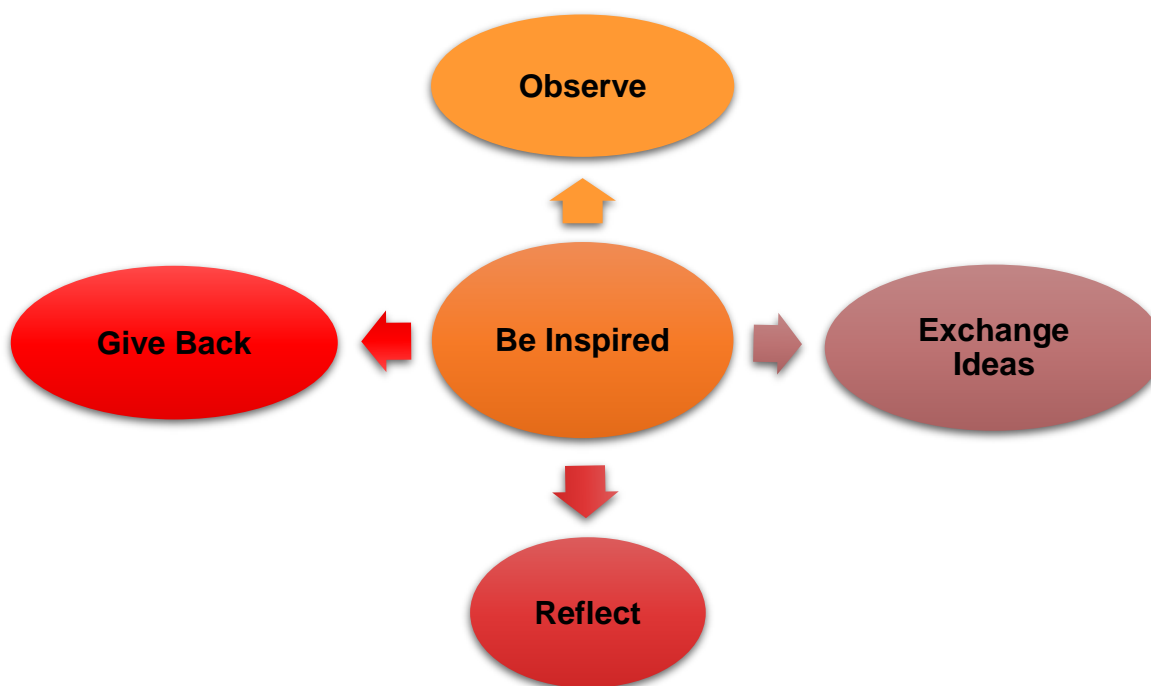 Observe
Give Back
Be Inspired
Exchange
Ideas
Reflect